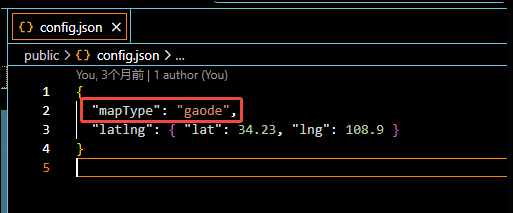 {} config.json ×
public > {} config.json > ...
You, 3个月前 | 1 author (You)
1 {
2 "mapType": "gaode",
3 "latlng": { "lat": 34.23, "lng": 108.9 }
4 }
5